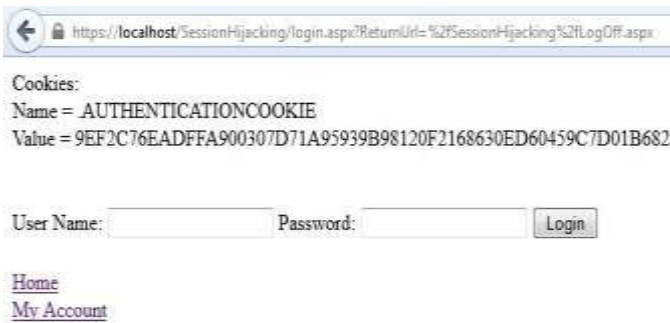 https://localhost/SessionHijacking/login.aspx?ReturnUrl=%2fSessionHijacking%2fLogOff.aspx
Cookies:
Name = .AUTHENTICATIONCOOKIE
Value = 9EF2C76EADFFA900307D71A95939B98120F2168630ED60459C7D01B682
User Name: Password: Login
Home
My Account